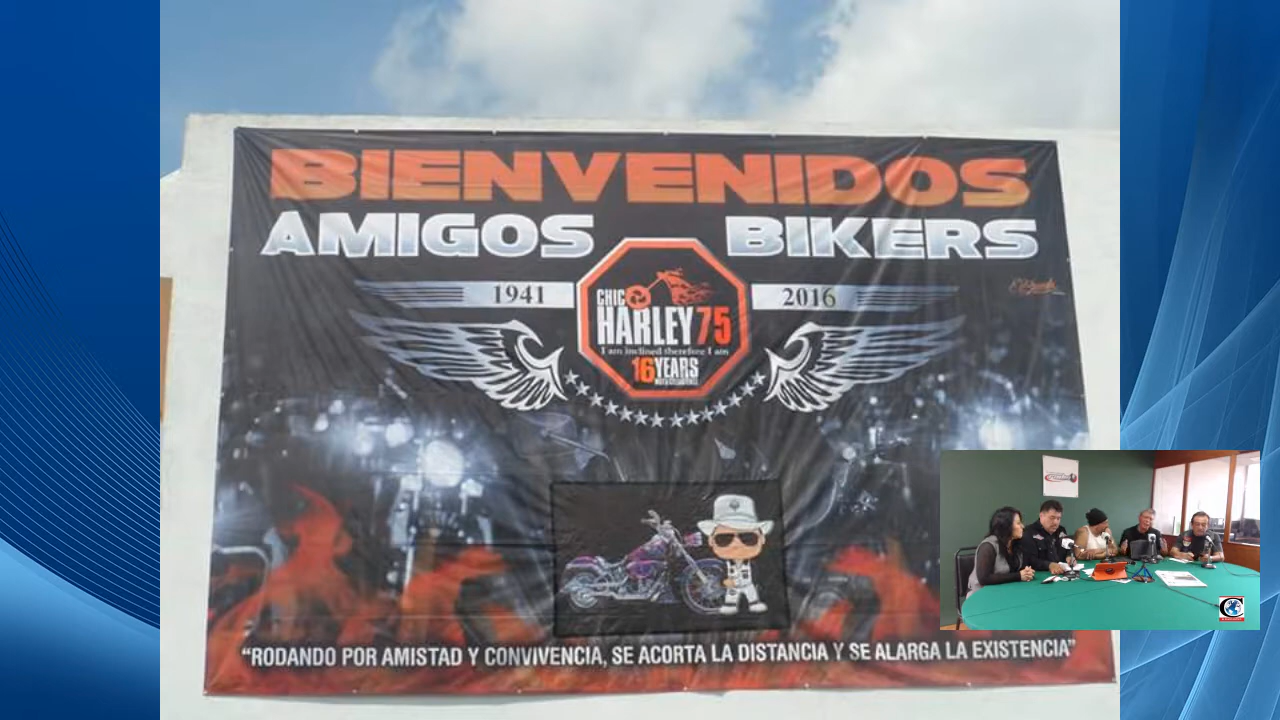 BIENVENIDOS
AMIGOS BIKERS
1941
2016
CHIC
HARLEY 75
I am inclined therefore I am
16 YEARS
"RODANDO POR AMISTAD Y CONVIVENCIA, SE ACORTA LA DISTANCIA Y SE ALARGA LA EXISTENCIA"